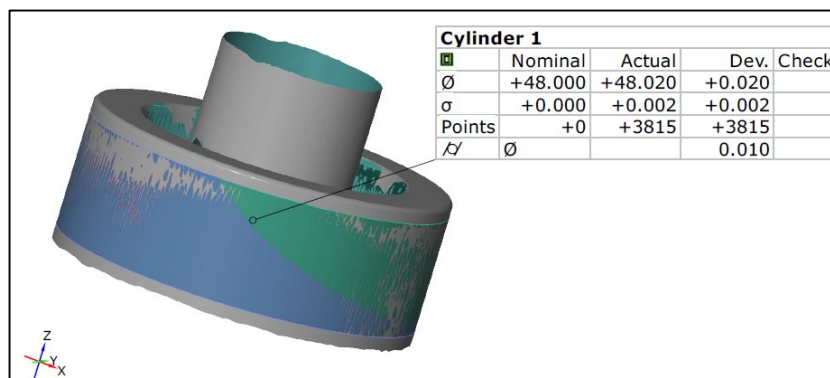 Cylinder 1
Nominal Actual Dev. Check
Ø +48.000 +48.020 +0.020
σ +0.000 +0.002 +0.002
Points +0 +3815 +3815
⌭ Ø 0.010
Z
Y
X